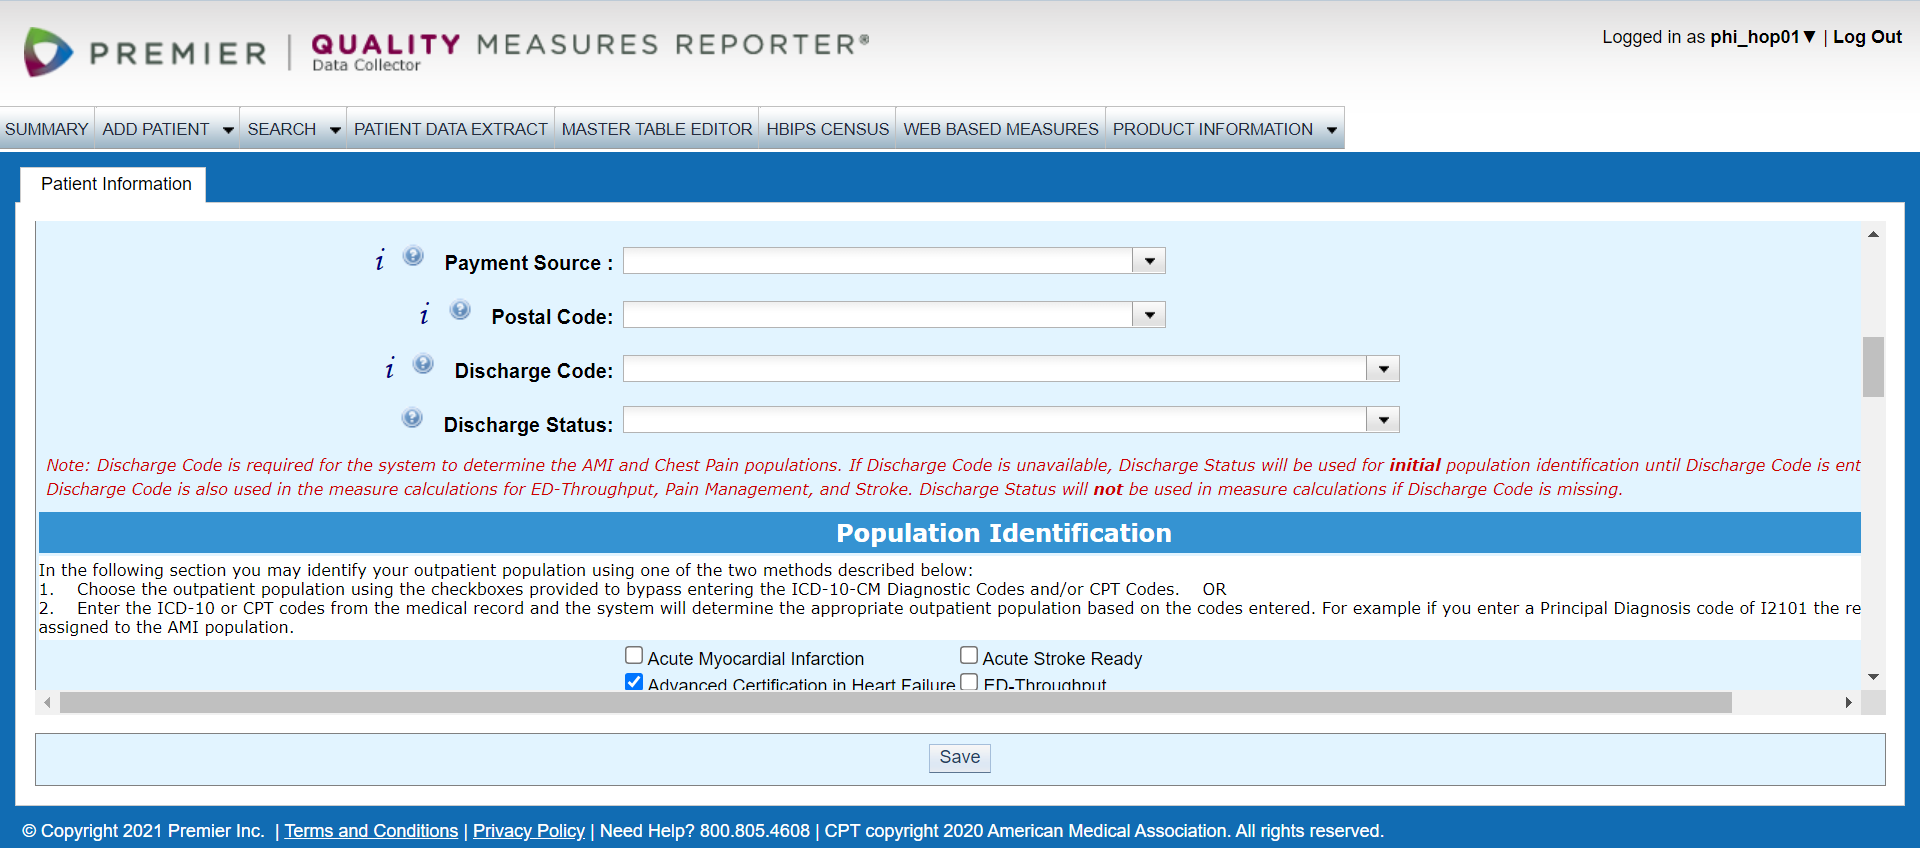 PREMIER | QUALITY MEASURES REPORTER®
Data Collector
Logged in as phi_hop01▼ | Log Out
SUMMARY ADD PATIENT SEARCH PATIENT DATA EXTRACT MASTER TABLE EDITOR HBIPS CENSUS WEB BASED MEASURES PRODUCT INFORMATION
Patient Information
i ? Payment Source :
i ? Postal Code:
i ? Discharge Code:
? Discharge Status:
Note: Discharge Code is required for the system to determine the AMI and Chest Pain populations. If Discharge Code is unavailable, Discharge Status will be used for initial population identification until Discharge Code is ent
Discharge Code is also used in the measure calculations for ED-Throughput, Pain Management, and Stroke. Discharge Status will not be used in measure calculations if Discharge Code is missing.
Population Identification
In the following section you may identify your outpatient population using one of the two methods described below:
1. Choose the outpatient population using the checkboxes provided to bypass entering the ICD-10-CM Diagnostic Codes and/or CPT Codes. OR
2. Enter the ICD-10 or CPT codes from the medical record and the system will determine the appropriate outpatient population based on the codes entered. For example if you enter a Principal Diagnosis code of I2101 the re
assigned to the AMI population.
Acute Myocardial Infarction Acute Stroke Ready
Advanced Certification in Heart Failure ED-Throughput
Save
© Copyright 2021 Premier Inc. | Terms and Conditions | Privacy Policy | Need Help? 800.805.4608 | CPT copyright 2020 American Medical Association. All rights reserved.